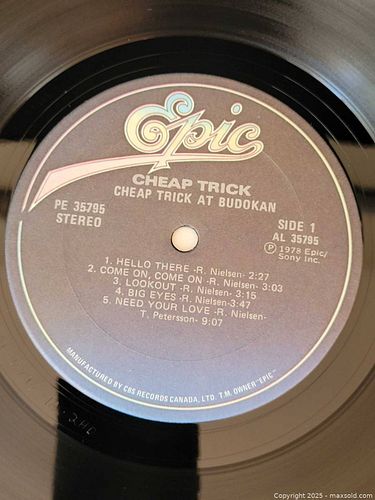 Epic
CHEAP TRICK
CHEAP TRICK AT BUDOKAN
PE 35795
STEREO
SIDE 1
AL 35795
Ⓟ 1978 Epic/
Sony Inc.
1. HELLO THERE -R. Nielsen- 2:27
2. COME ON, COME ON -R. Nielsen- 3:03
3. LOOKOUT -R. Nielsen- 3:15
4. BIG EYES -R. Nielsen- 3:47
5. NEED YOUR LOVE -R. Nielsen-
T. Petersson- 9:07
MANUFACTURED BY CBS RECORDS CANADA, LTD. T.M. OWNER "EPIC"
Copyright 2025 - maxsold.com